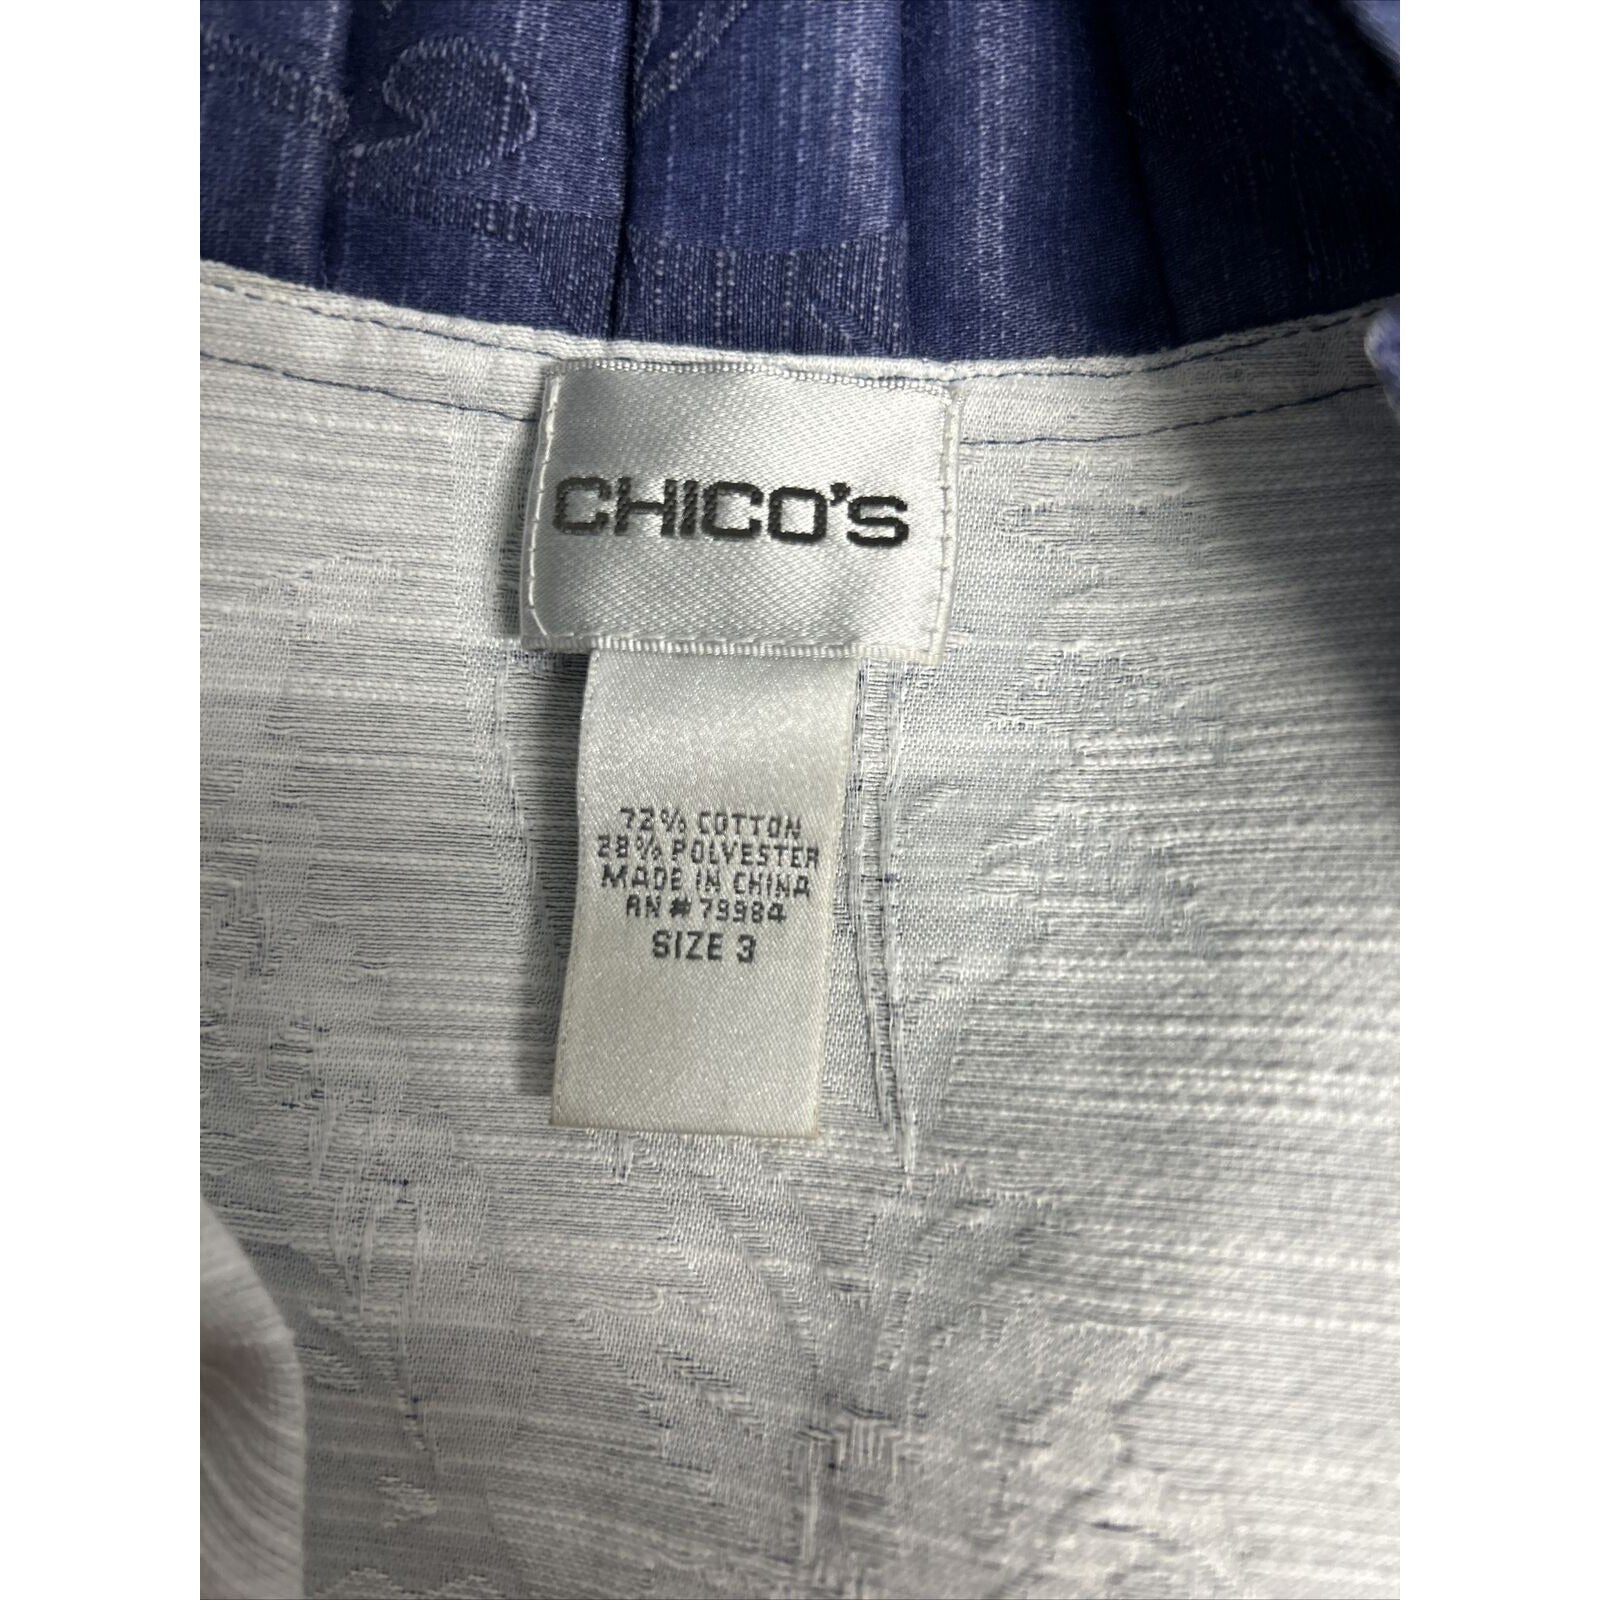 CHICO'S
72% COTTON
28% POLYESTER
MADE IN CHINA
RN # 79984
SIZE 3